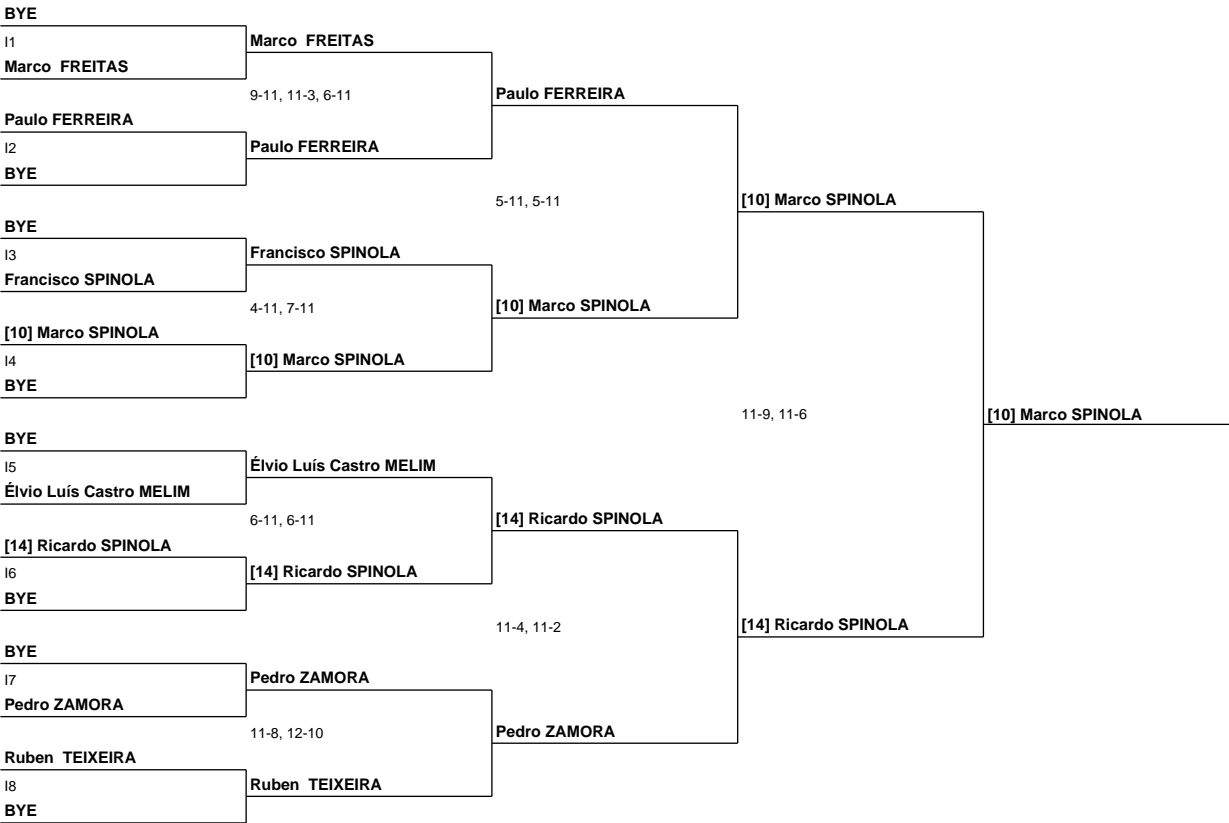 BYE
I1
Marco FREITAS
Marco FREITAS
9-11, 11-3, 6-11
Paulo FERREIRA
Paulo FERREIRA
I2
Paulo FERREIRA
BYE
5-11, 5-11
[10] Marco SPINOLA
BYE
I3
Francisco SPINOLA
Francisco SPINOLA
4-11, 7-11
[10] Marco SPINOLA
[10] Marco SPINOLA
I4
[10] Marco SPINOLA
BYE
11-9, 11-6
[10] Marco SPINOLA
BYE
I5
Élvio Luís Castro MELIM
Élvio Luís Castro MELIM
6-11, 6-11
[14] Ricardo SPINOLA
[14] Ricardo SPINOLA
I6
[14] Ricardo SPINOLA
BYE
11-4, 11-2
[14] Ricardo SPINOLA
BYE
I7
Pedro ZAMORA
Pedro ZAMORA
11-8, 12-10
Pedro ZAMORA
Ruben TEIXEIRA
I8
Ruben TEIXEIRA
BYE